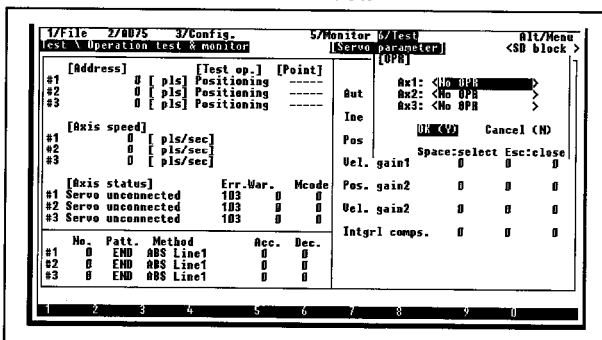 1/File 2/AD75 3/Config. 5/Monitor 6/Test Alt/Menu
Test \ Operation test & monitor [Servo parameter] <SD block >
[Address] [Test op.] [Point]
#1 0 [ pls] Positioning -----
#2 0 [ pls] Positioning -----
#3 0 [ pls] Positioning -----
[Axis speed]
#1 0 [ pls/sec]
#2 0 [ pls/sec]
#3 0 [ pls/sec]
[Axis status] Err.War. Mcode
#1 Servo unconnected 103 0 0
#2 Servo unconnected 103 0 0
#3 Servo unconnected 103 0 0
No. Patt. Method Acc. Dec.
#1 0 END ABS Line1 0 0
#2 0 END ABS Line1 0 0
#3 0 END ABS Line1 0 0
Aut
Ine
Pos
[OPR]
Ax1: <No OPR >
Ax2: <No OPR >
Ax3: <No OPR >
OK (Y) Cancel (N)
Space:select Esc:close
Vel. gain1 0 0 0
Pos. gain2 0 0 0
Vel. gain2 0 0 0
Intgrl comps. 0 0 0
1 2 3 4 5 6 7 8 9 0